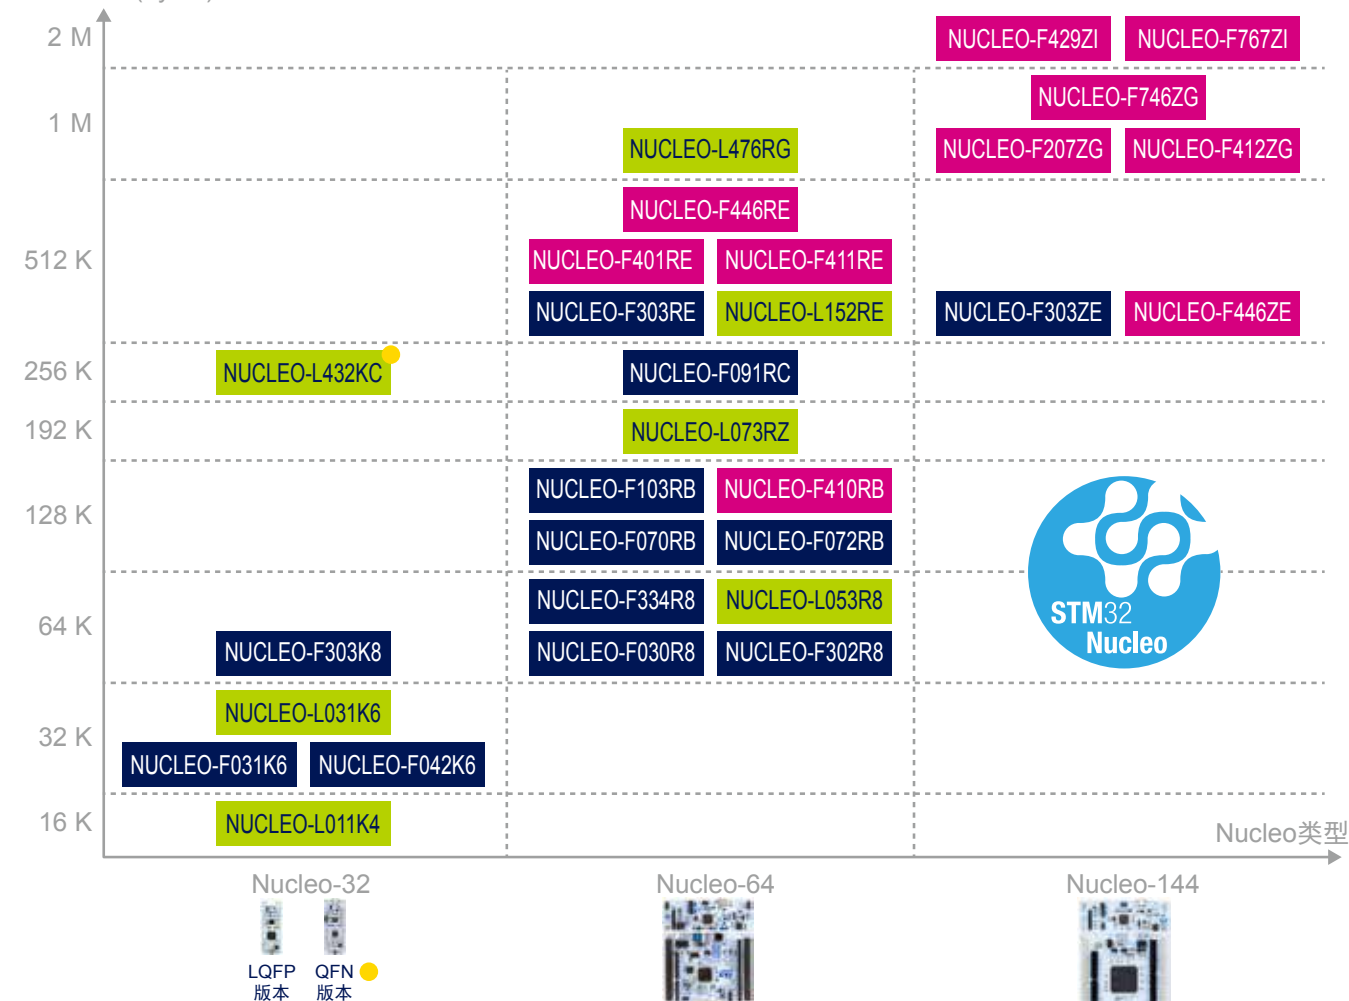 2 M
NUCLEO-F429ZI NUCLEO-F767ZI
NUCLEO-F746ZG
1 M
NUCLEO-L476RG NUCLEO-F207ZG NUCLEO-F412ZG
NUCLEO-F446RE
512 K
NUCLEO-F401RE NUCLEO-F411RE
NUCLEO-F303RE NUCLEO-L152RE NUCLEO-F303ZE NUCLEO-F446ZE
256 K
NUCLEO-L432KC NUCLEO-F091RC
192 K
NUCLEO-L073RZ
NUCLEO-F103RB NUCLEO-F410RB
128 K
NUCLEO-F070RB NUCLEO-F072RB
NUCLEO-F334R8 NUCLEO-L053R8
STM32
64 K
Nucleo
NUCLEO-F303K8 NUCLEO-F030R8 NUCLEO-F302R8
NUCLEO-L031K6
32 K
NUCLEO-F031K6 NUCLEO-F042K6
16 K
NUCLEO-L011K4
Nucleo类型
Nucleo-32 Nucleo-64 Nucleo-144
LQFP QFN
版本 版本